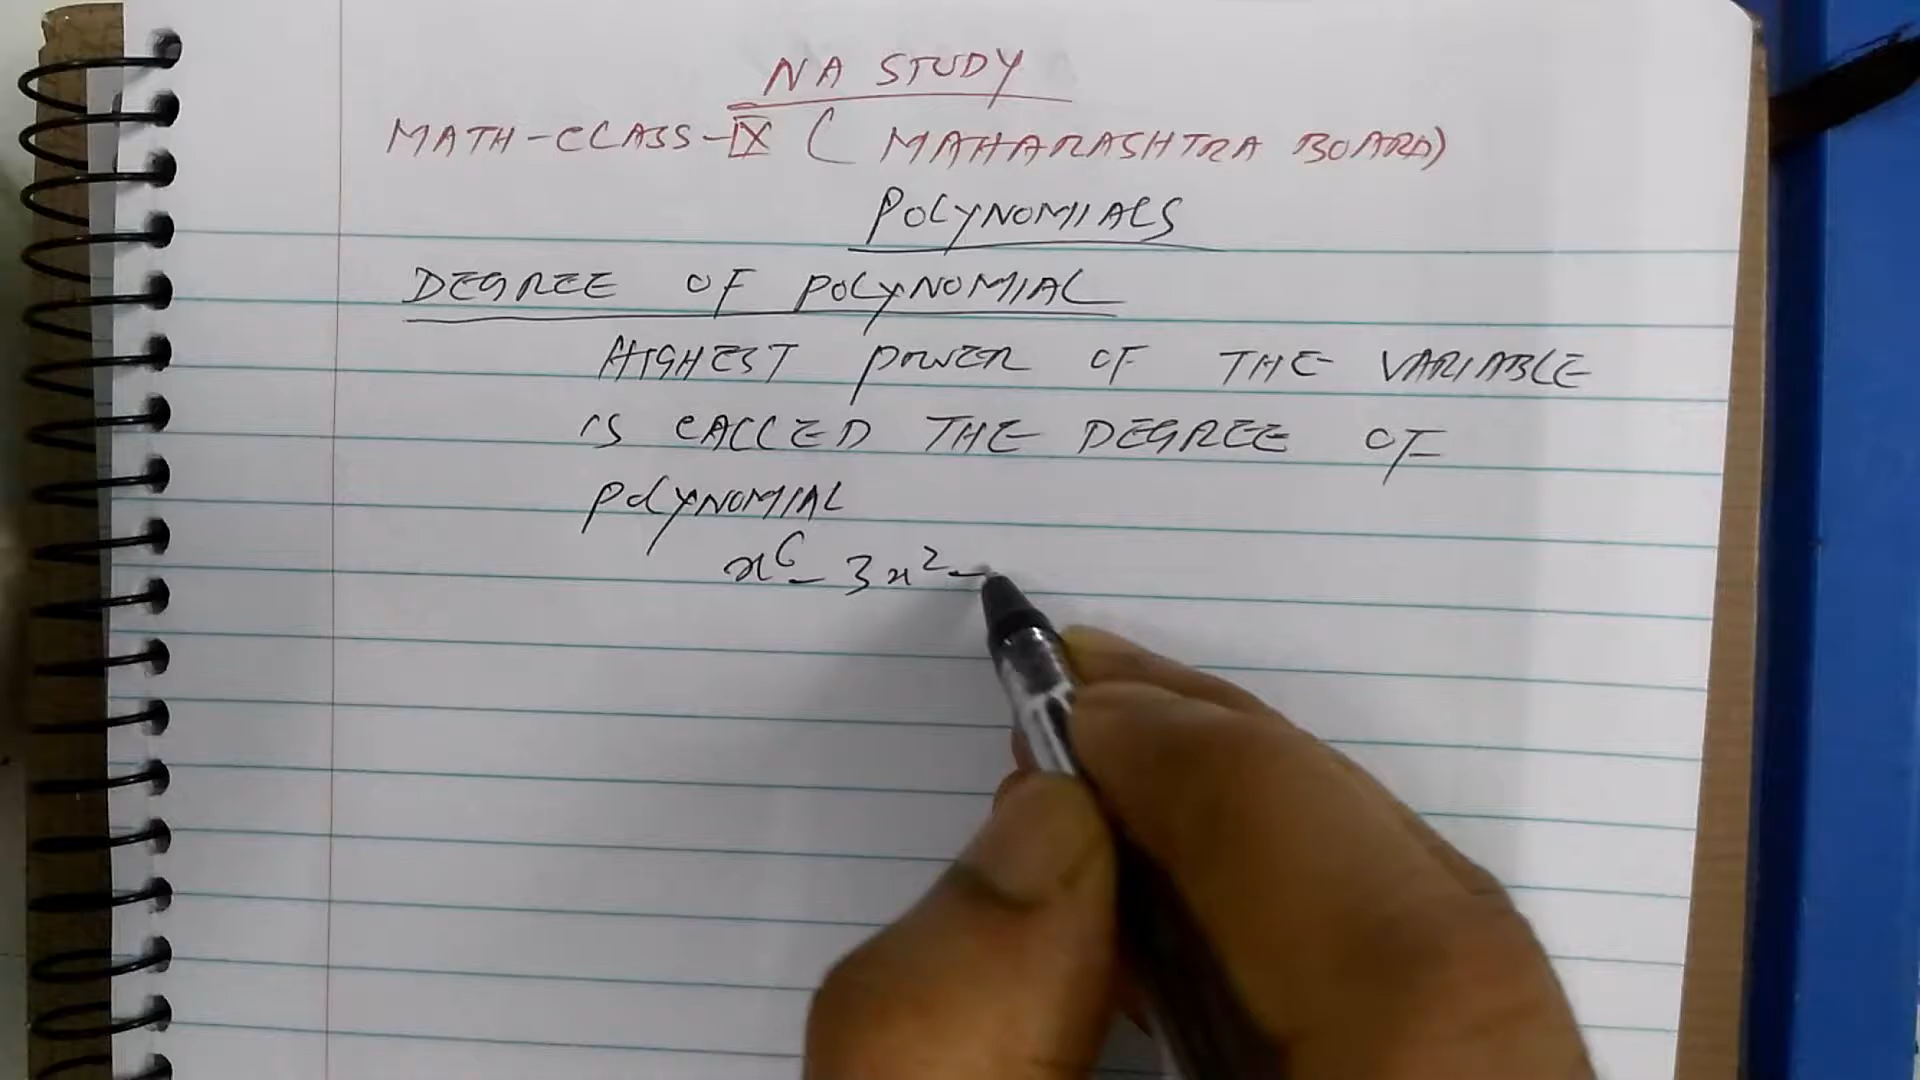 NA STUDY
MATH-CLASS-IX ( MAHARASHTRA BOARD)
POLYNOMIALS
DEGREE OF POLYNOMIAL
HIGHEST POWER OF THE VARIABLE
IS CALLED THE DEGREE OF
POLYNOMIAL
x⁶ - 3x² -